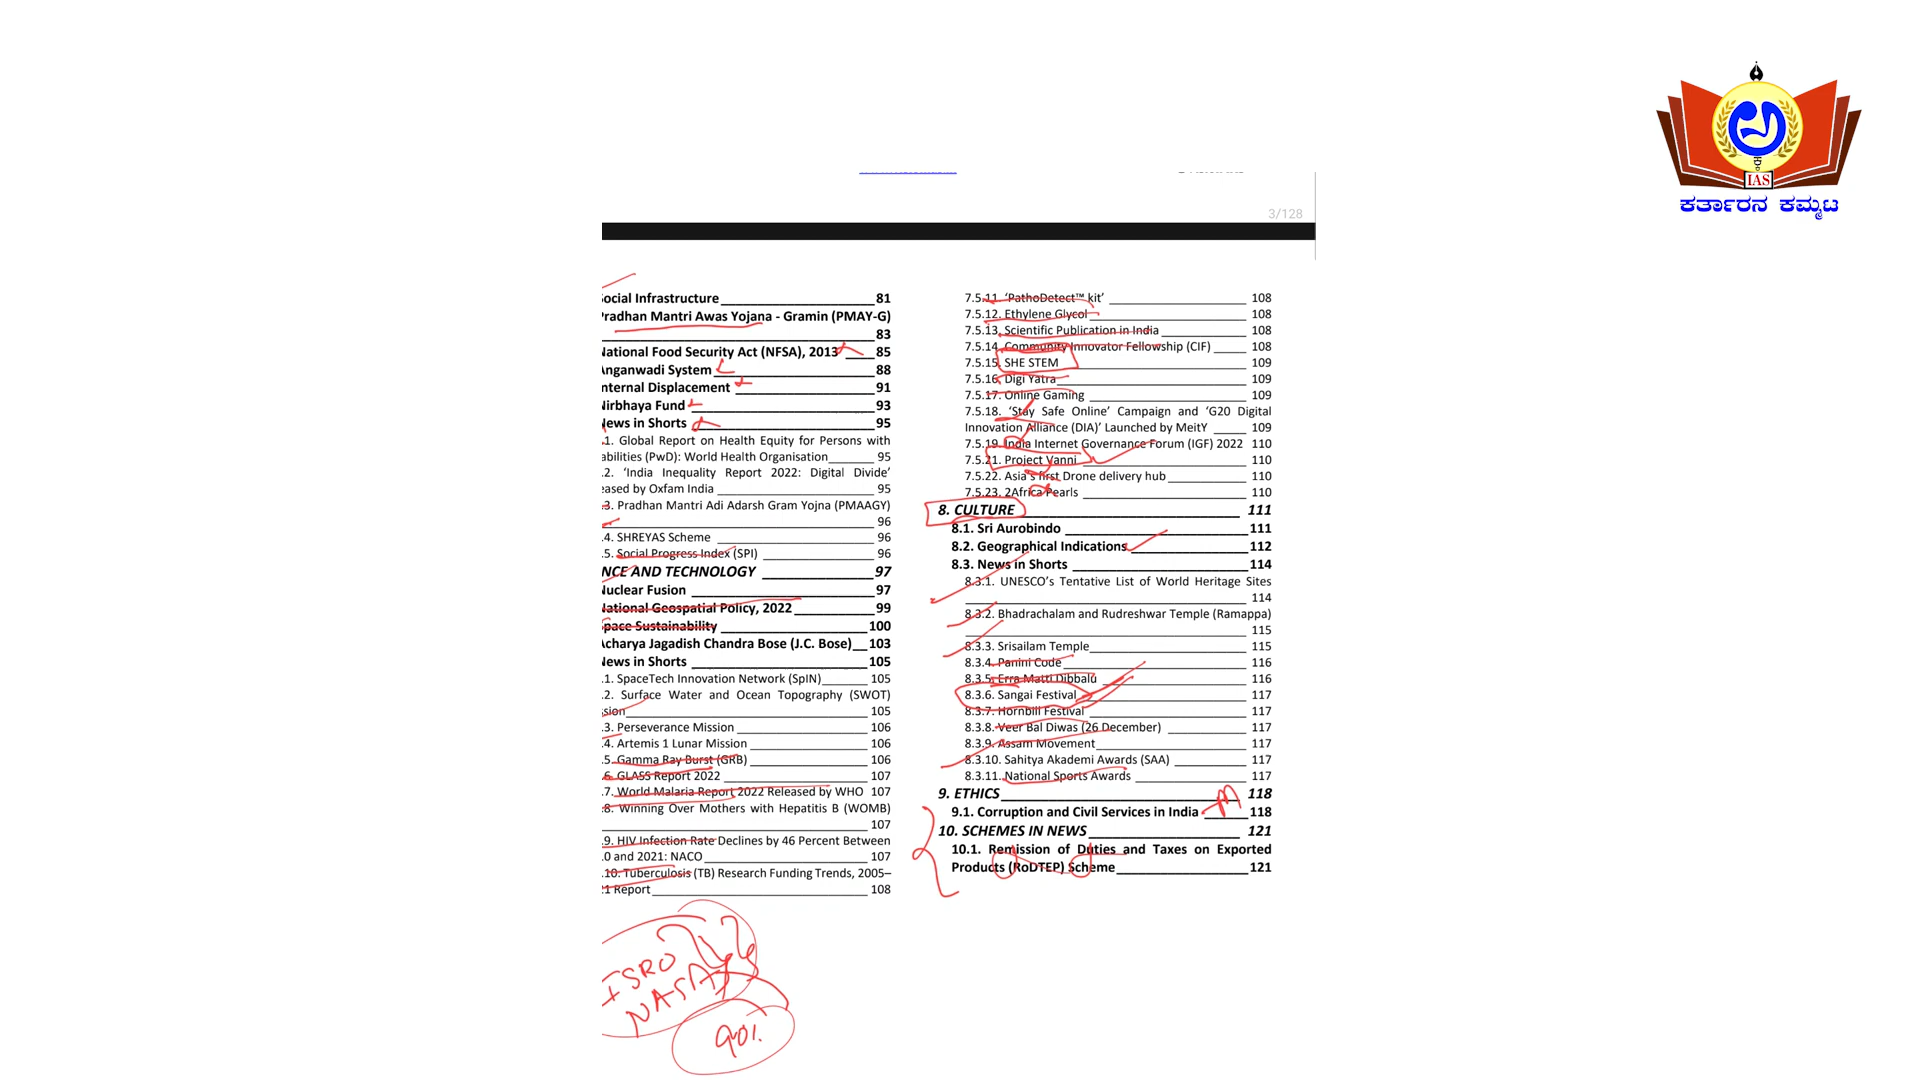 3/128
ocial Infrastructure 81
Pradhan Mantri Awas Yojana - Gramin (PMAY-G)
83
National Food Security Act (NFSA), 2013 85
Anganwadi System 88
nternal Displacement 91
Nirbhaya Fund 93
News in Shorts 95
.1. Global Report on Health Equity for Persons with
abilities (PwD): World Health Organisation 95
.2. ‘India Inequality Report 2022: Digital Divide’
eased by Oxfam India 95
.3. Pradhan Mantri Adi Adarsh Gram Yojna (PMAAGY)
96
.4. SHREYAS Scheme 96
.5. Social Progress Index (SPI) 96
NCE AND TECHNOLOGY 97
Nuclear Fusion 97
National Geospatial Policy, 2022 99
Space Sustainability 100
Acharya Jagadish Chandra Bose (J.C. Bose) 103
News in Shorts 105
.1. SpaceTech Innovation Network (SpIN) 105
.2. Surface Water and Ocean Topography (SWOT)
sion 105
.3. Perseverance Mission 106
.4. Artemis 1 Lunar Mission 106
.5. Gamma Ray Burst (GRB) 106
.6. GLASS Report 2022 107
.7. World Malaria Report 2022 Released by WHO 107
.8. Winning Over Mothers with Hepatitis B (WOMB)
107
.9. HIV Infection Rate Declines by 46 Percent Between
.0 and 2021: NACO 107
.10. Tuberculosis (TB) Research Funding Trends, 2005–
21 Report 108
ISRO
NASA
90%
7.5.11. ‘PathoDetect™ kit’ 108
7.5.12. Ethylene Glycol 108
7.5.13. Scientific Publication in India 108
7.5.14. Community Innovator Fellowship (CIF) 108
7.5.15. SHE STEM 109
7.5.16. Digi Yatra 109
7.5.17. Online Gaming 109
7.5.18. ‘Stay Safe Online’ Campaign and ‘G20 Digital
Innovation Alliance (DIA)’ Launched by MeitY 109
7.5.19. India Internet Governance Forum (IGF) 2022 110
7.5.21. Project Vanni 110
7.5.22. Asia’s first Drone delivery hub 110
7.5.23. 2Africa Pearls 110
8. CULTURE 111
8.1. Sri Aurobindo 111
8.2. Geographical Indications 112
8.3. News in Shorts 114
8.3.1. UNESCO’s Tentative List of World Heritage Sites
114
8.3.2. Bhadrachalam and Rudreshwar Temple (Ramappa)
115
8.3.3. Srisailam Temple 115
8.3.4. Panini Code 116
8.3.5. Erra Matti Dibbalu 116
8.3.6. Sangai Festival 117
8.3.7. Hornbill Festival 117
8.3.8. Veer Bal Diwas (26 December) 117
8.3.9. Assam Movement 117
8.3.10. Sahitya Akademi Awards (SAA) 117
8.3.11. National Sports Awards 117
9. ETHICS 118
9.1. Corruption and Civil Services in India 118
10. SCHEMES IN NEWS 121
10.1. Remission of Duties and Taxes on Exported
Products (RoDTEP) Scheme 121
IAS
ಕರ್ತಾರನ ಕಮ್ಮಟ